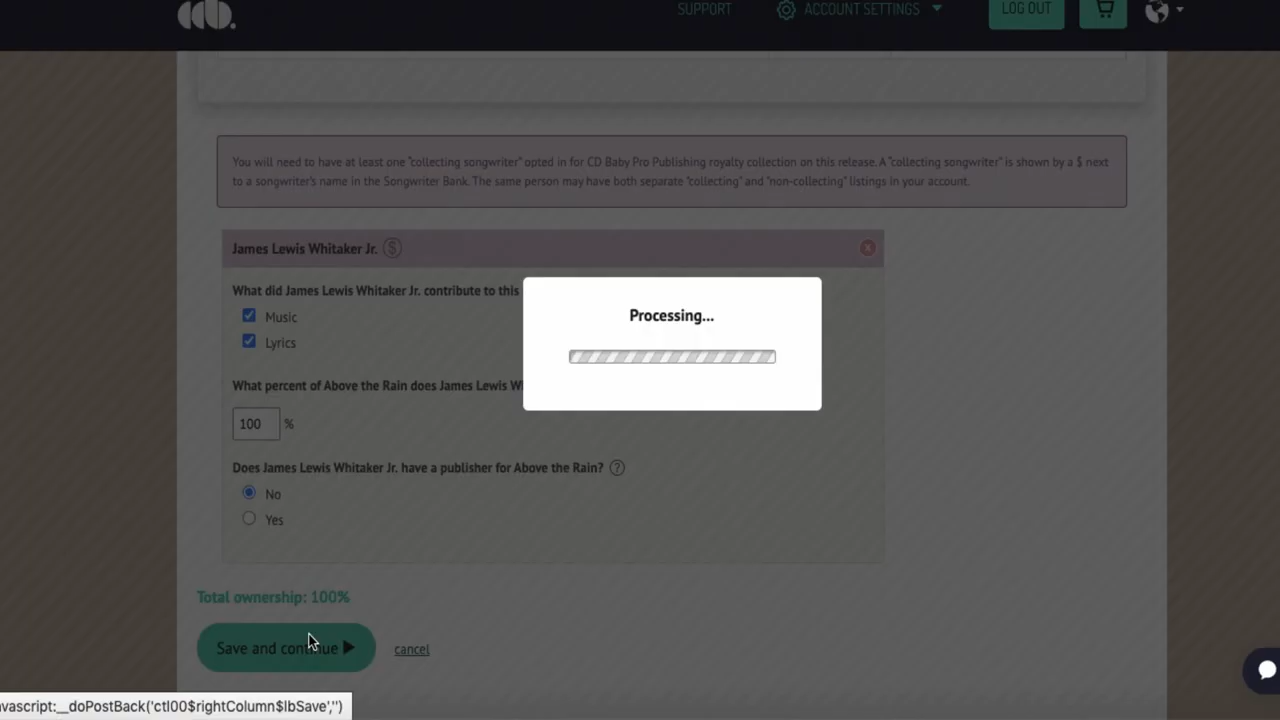 cdb.
SUPPORT
ACCOUNT SETTINGS
LOG OUT
You will need to have at least one "collecting songwriter" opted in for CD Baby Pro Publishing royalty collection on this release. A "collecting songwriter" is shown by a $ next
to a songwriter's name in the Songwriter Bank. The same person may have both separate "collecting" and "non-collecting" listings in your account.
James Lewis Whitaker Jr. $
What did James Lewis Whitaker Jr. contribute to this
Music
Lyrics
Processing...
What percent of Above the Rain does James Lewis W
100 %
Does James Lewis Whitaker Jr. have a publisher for Above the Rain? ?
No
Yes
Total ownership: 100%
Save and continue
cancel
vascript:__doPostBack('ctl00$rightColumn$lbSave','')